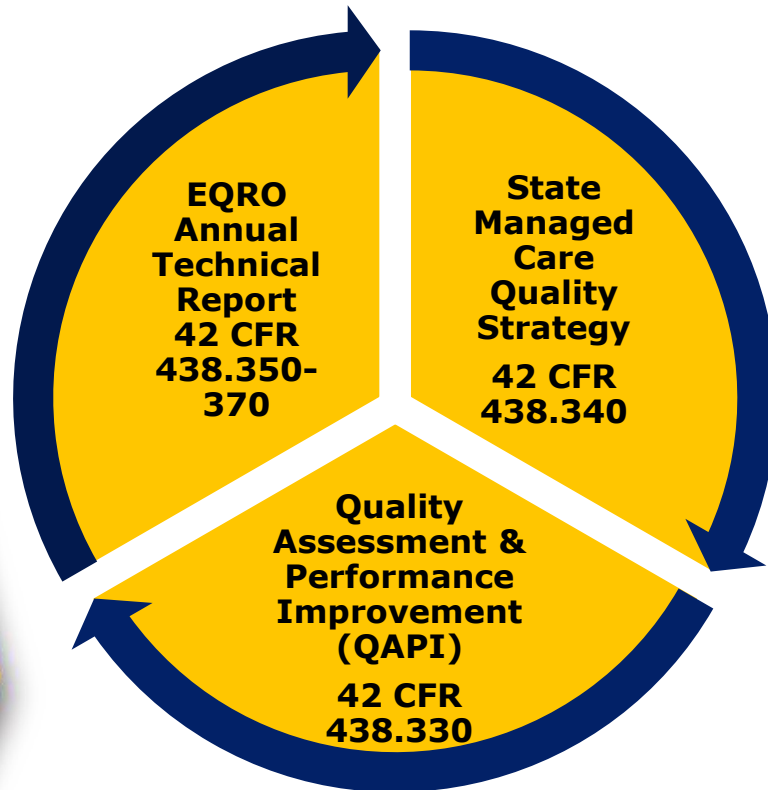 EQRO
Annual
Technical
Report
42 CFR
438.350-
370
State
Managed
Care
Quality
Strategy
42 CFR
438.340
Quality
Assessment &
Performance
Improvement
(QAPI)
42 CFR
438.330